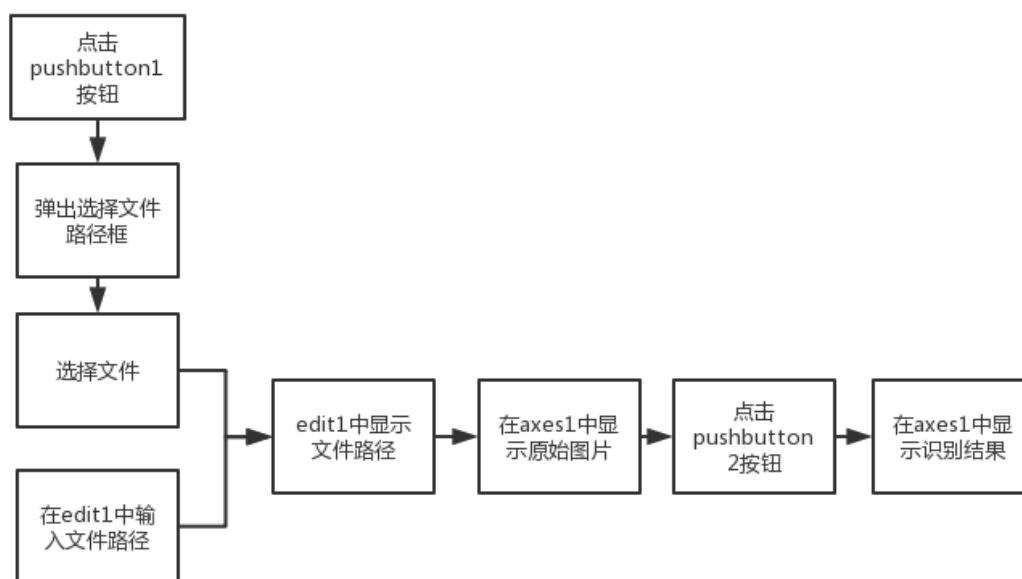 点击
pushbutton1
按钮
弹出选择文件
路径框
选择文件
在edit1中输
入文件路径
edit1中显示
文件路径
在axes1中显
示原始图片
点击
pushbutton
2按钮
在axes1中显
示识别结果